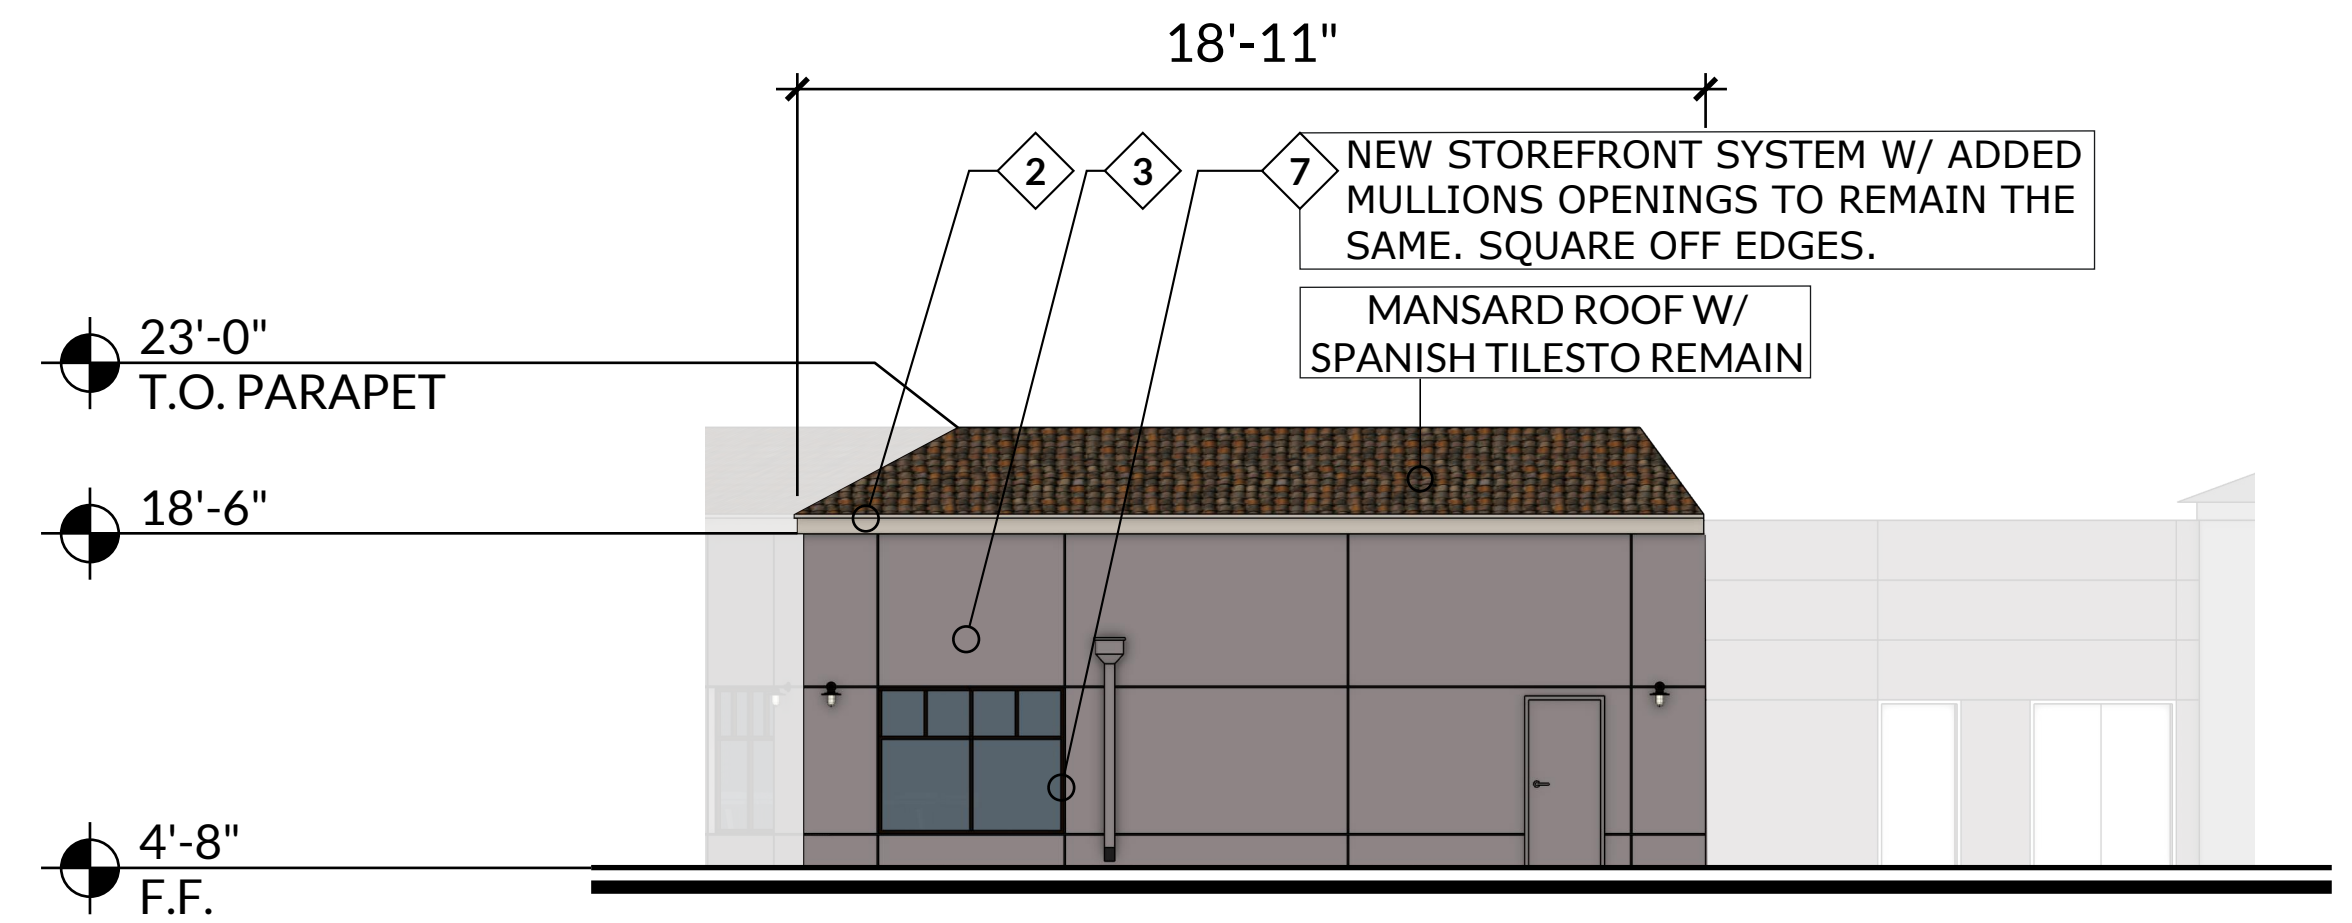 18'-11"
2
3
7
NEW STOREFRONT SYSTEM W/ ADDED
MULLIONS OPENINGS TO REMAIN THE
SAME. SQUARE OFF EDGES.
MANSARD ROOF W/
SPANISH TILESTO REMAIN
23'-0"
T.O. PARAPET
18'-6"
4'-8"
F.F.